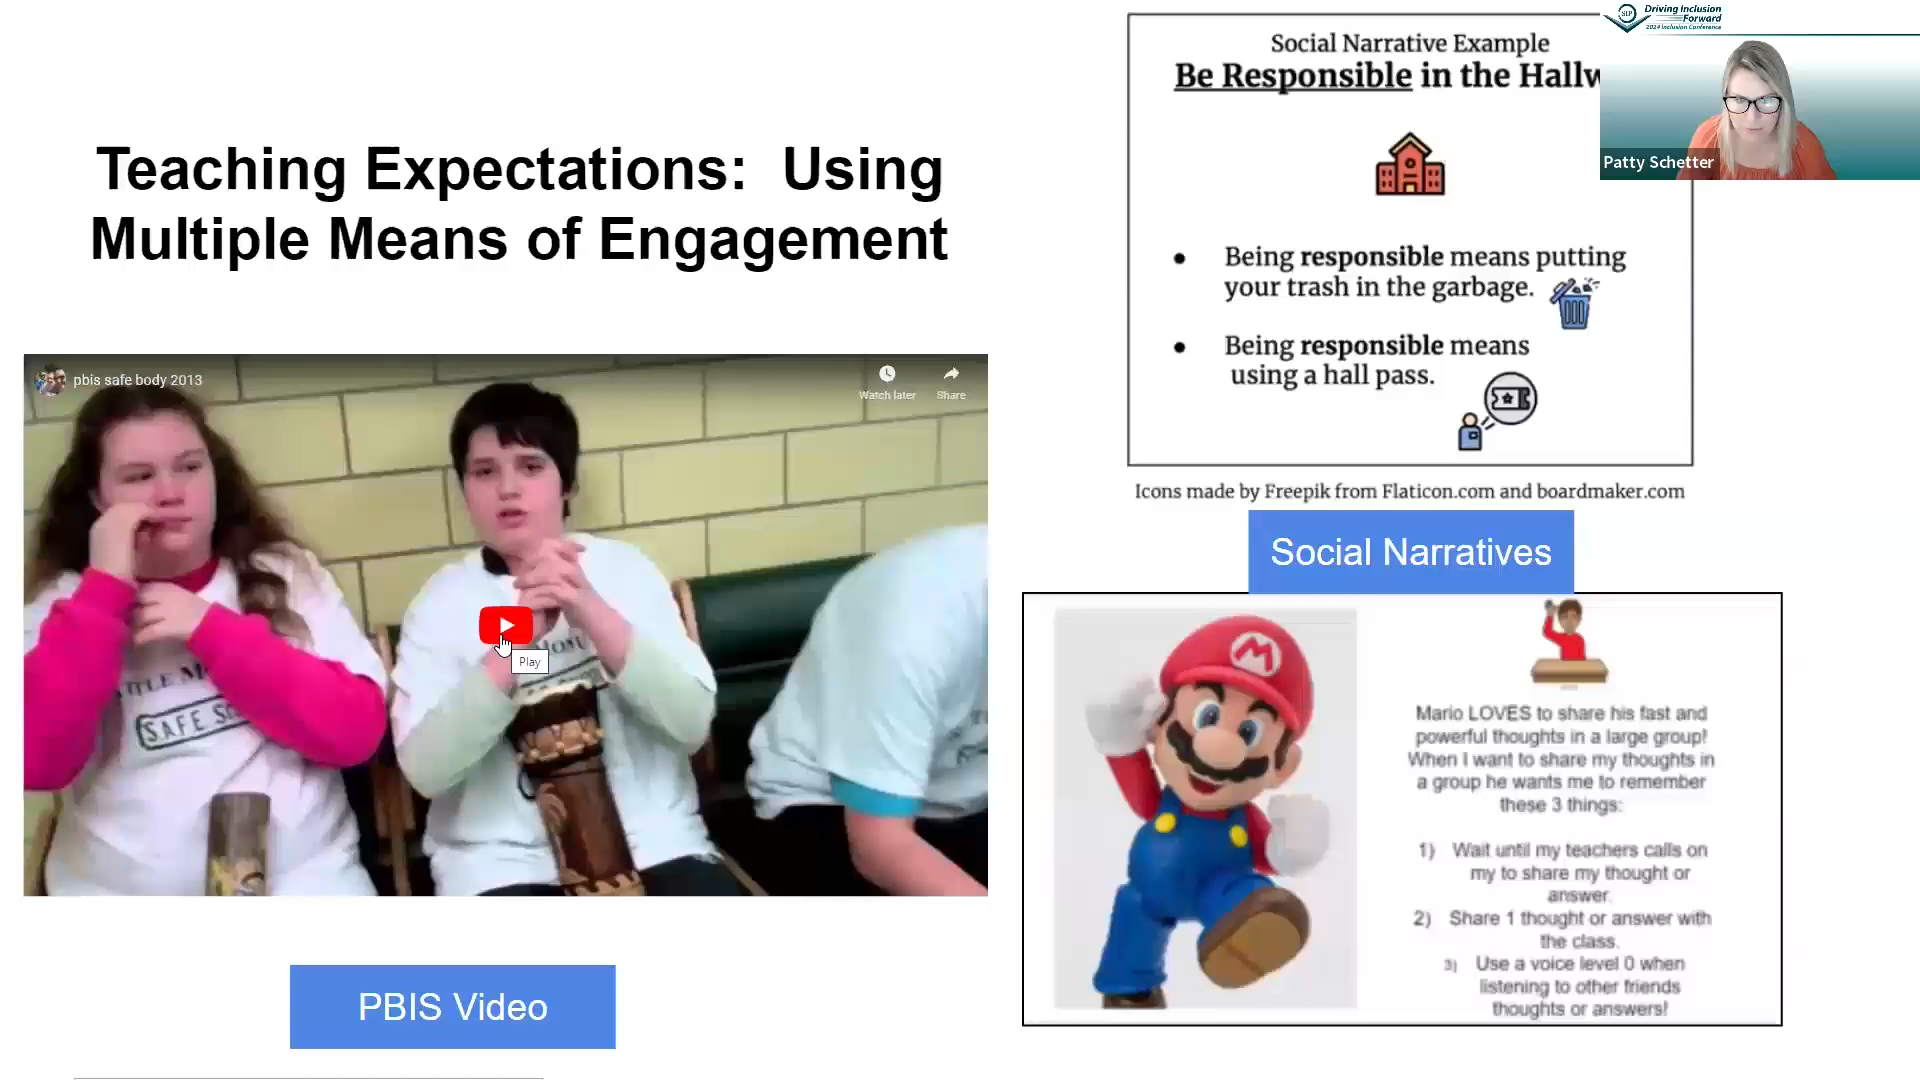 Teaching Expectations: Using
Multiple Means of Engagement
pbis safe body 2013
Watch later
Share
SAFE
Play
PBIS Video
Social Narrative Example
Be Responsible in the Hallw
Being responsible means putting
your trash in the garbage.
Being responsible means
using a hall pass.
Icons made by Freepik from Flaticon.com and boardmaker.com
Social Narratives
M
Mario LOVES to share his fast and
powerful thoughts in a large group!
When I want to share my thoughts in
a group he wants me to remember
these 3 things:
1) Wait until my teachers calls on
my to share my thought or
answer.
2) Share 1 thought or answer with
the class.
3) Use a voice level 0 when
listening to other friends
thoughts or answers!
SIP
Driving Inclusion
Forward
2024 Inclusion Conference
Patty Schetter